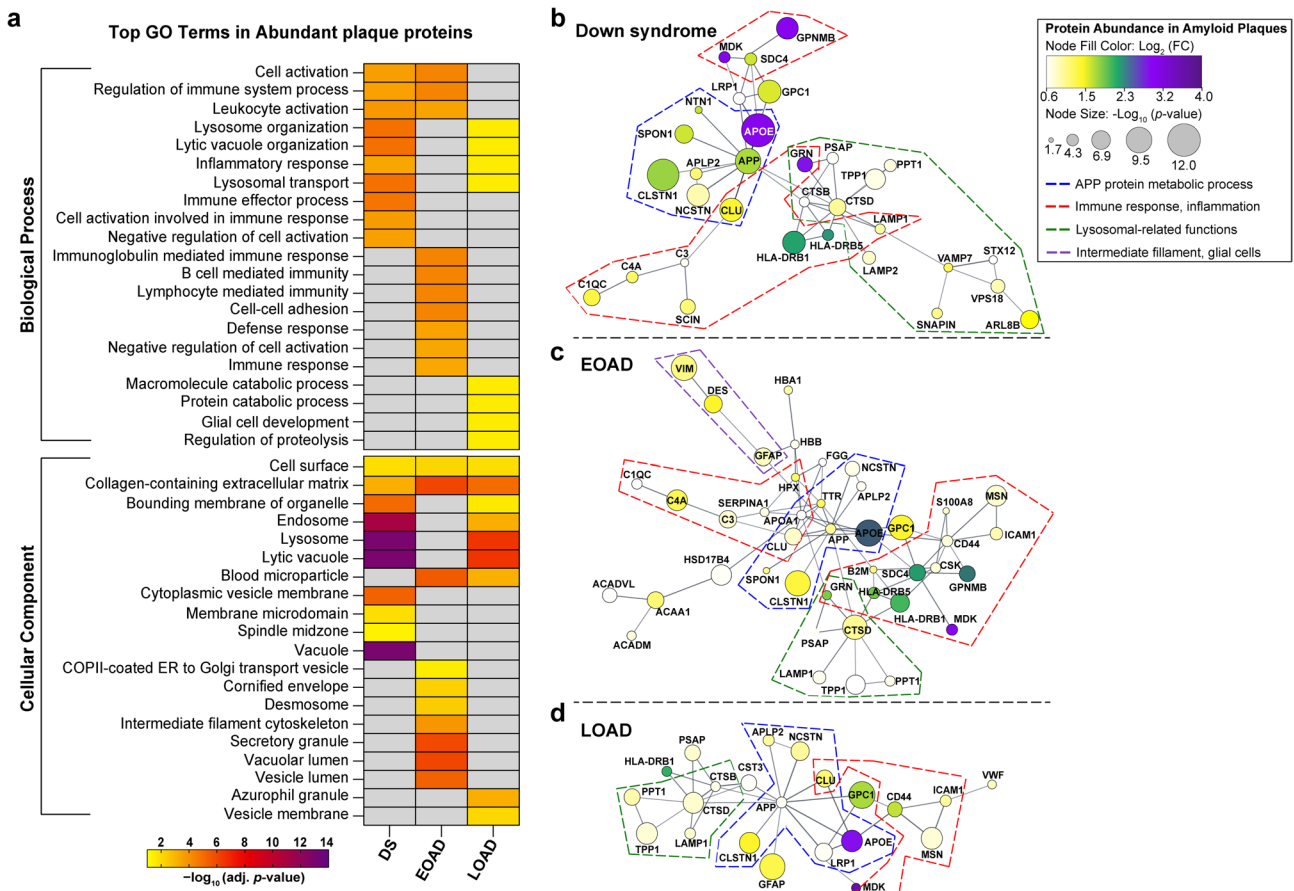 a
Top GO Terms in Abundant plaque proteins
Biological Process
Cell activation
Regulation of immune system process
Leukocyte activation
Lysosome organization
Lytic vacuole organization
Inflammatory response
Lysosomal transport
Immune effector process
Cell activation involved in immune response
Negative regulation of cell activation
Immunoglobulin mediated immune response
B cell mediated immunity
Lymphocyte mediated immunity
Cell-cell adhesion
Defense response
Negative regulation of cell activation
Immune response
Macromolecule catabolic process
Protein catabolic process
Glial cell development
Regulation of proteolysis
Cellular Component
Cell surface
Collagen-containing extracellular matrix
Bounding membrane of organelle
Endosome
Lysosome
Lytic vacuole
Blood microparticle
Cytoplasmic vesicle membrane
Membrane microdomain
Spindle midzone
Vacuole
COPII-coated ER to Golgi transport vesicle
Cornified envelope
Desmosome
Intermediate filament cytoskeleton
Secretory granule
Vacuolar lumen
Vesicle lumen
Azurophil granule
Vesicle membrane
DS
EOAD
LOAD
2 4 6 8 10 12 14
−log10 (adj. p-value)
b
Down syndrome
GPNMB
MDK
SDC4
LRP1
GPC1
NTN1
SPON1
APOE
APLP2
APP
CLSTN1
NCSTN
CLU
GRN
PSAP
PPT1
TPP1
CTSB
CTSD
LAMP1
HLA-DRB5
HLA-DRB1
LAMP2
C3
C4A
C1QC
SCIN
VAMP7
STX12
VPS18
SNAPIN
ARL8B
Protein Abundance in Amyloid Plaques
Node Fill Color: Log2 (FC)
0.6 1.5 2.3 3.2 4.0
Node Size: -Log10 (p-value)
1.7 4.3 6.9 9.5 12.0
APP protein metabolic process
Immune response, inflammation
Lysosomal-related functions
Intermediate fillament, glial cells
c
EOAD
VIM
DES
HBA1
GFAP
HBB
FGG
NCSTN
C1QC
HPX
C4A
SERPINA1
TTR
APLP2
C3
APOA1
APOE
GPC1
S100A8
MSN
CLU
APP
CD44
ICAM1
HSD17B4
B2M
SDC4
CSK
SPON1
GRN
HLA-DRB5
GPNMB
ACADVL
CLSTN1
ACAA1
HLA-DRB1
MDK
CTSD
ACADM
PSAP
LAMP1
TPP1
PPT1
d
LOAD
APLP2
NCSTN
PSAP
HLA-DRB1
CTSB
CST3
CLU
VWF
PPT1
GPC1
CD44
ICAM1
CTSD
APP
TPP1
LAMP1
APOE
MSN
CLSTN1
LRP1
GFAP
MDK